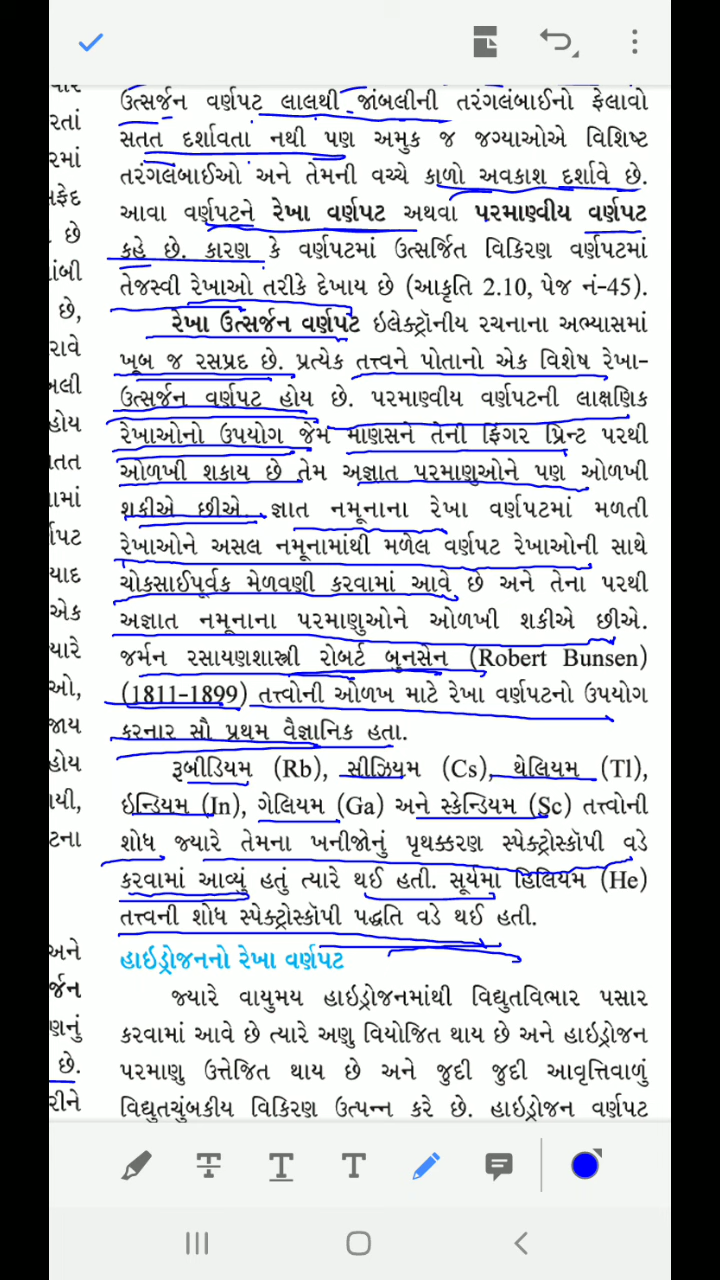 ઉત્સર્જન વર્ણપટ લાલથી જાંબલીની તરંગલંબાઈનો ફેલાવો
સતત દર્શાવતા નથી પણ અમુક જ જગ્યાઓએ વિશિષ્ટ
તરંગલંબાઈઓ અને તેમની વચ્ચે કાળો અવકાશ દર્શાવે છે.
આવા વર્ણપટને રેખા વર્ણપટ અથવા પરમાણ્વીય વર્ણપટ
કહે છે. કારણ કે વર્ણપટમાં ઉત્સર્જિત વિકિરણ વર્ણપટમાં
તેજસ્વી રેખાઓ તરીકે દેખાય છે (આકૃતિ 2.10, પેજ નં-45).
રેખા ઉત્સર્જન વર્ણપટ ઇલેક્ટ્રૉનીય રચનાના અભ્યાસમાં
ખૂબ જ રસપ્રદ છે. પ્રત્યેક તત્ત્વને પોતાનો એક વિશેષ રેખા-
ઉત્સર્જન વર્ણપટ હોય છે. પરમાણ્વીય વર્ણપટની લાક્ષણિક
રેખાઓનો ઉપયોગ જેમ માણસને તેની ફિંગર પ્રિન્ટ પરથી
ઓળખી શકાય છે તેમ અજ્ઞાત પરમાણુઓને પણ ઓળખી
શકીએ છીએ. જ્ઞાત નમૂનાના રેખા વર્ણપટમાં મળતી
રેખાઓને અસલ નમૂનામાંથી મળેલ વર્ણપટ રેખાઓની સાથે
ચોકસાઈપૂર્વક મેળવણી કરવામાં આવે છે અને તેના પરથી
અજ્ઞાત નમૂનાના પરમાણુઓને ઓળખી શકીએ છીએ.
જર્મન રસાયણશાસ્ત્રી રોબર્ટ બુનસેન (Robert Bunsen)
(1811-1899) તત્ત્વોની ઓળખ માટે રેખા વર્ણપટનો ઉપયોગ
કરનાર સૌ પ્રથમ વૈજ્ઞાનિક હતા.
રૂબીડિયમ (Rb), સીઝિયમ (Cs), થેલિયમ (Tl),
ઇન્ડિયમ (In), ગેલિયમ (Ga) અને સ્કેન્ડિયમ (Sc) તત્ત્વોની
શોધ જ્યારે તેમના ખનીજોનું પૃથક્કરણ સ્પેક્ટ્રોસ્કૉપી વડે
કરવામાં આવ્યું હતું ત્યારે થઈ હતી. સૂર્યમા હિલિયમ (He)
તત્ત્વની શોધ સ્પેક્ટ્રોસ્કૉપી પદ્ધતિ વડે થઈ હતી.
હાઇડ્રોજનનો રેખા વર્ણપટ
જ્યારે વાયુમય હાઇડ્રોજનમાંથી વિદ્યુતવિભાર પસાર
કરવામાં આવે છે ત્યારે અણુ વિયોજિત થાય છે અને હાઇડ્રોજન
પરમાણુ ઉત્તેજિત થાય છે અને જુદી જુદી આવૃત્તિવાળું
વિદ્યુતચુંબકીય વિકિરણ ઉત્પન્ન કરે છે. હાઇડ્રોજન વર્ણપટ